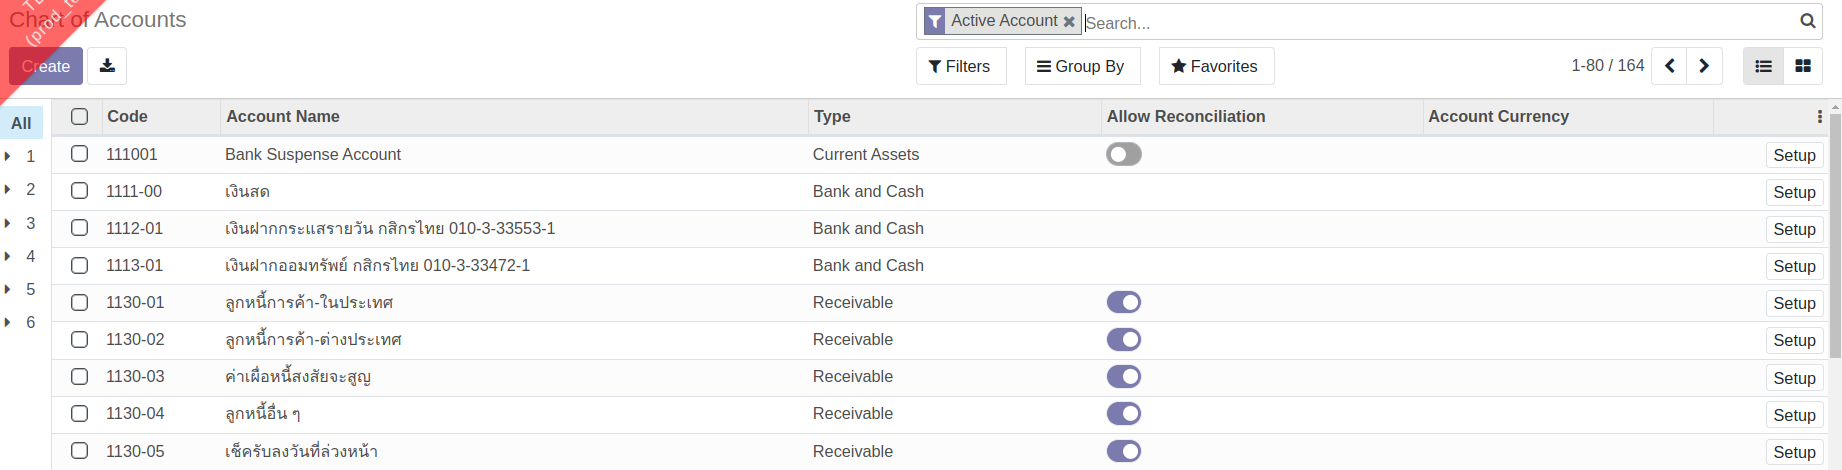 Chart of Accounts
Active Account Search...
Create
Filters Group By Favorites 1-80 / 164
All
1
2
3
4
5
6
Code Account Name Type Allow Reconciliation Account Currency
111001 Bank Suspense Account Current Assets Setup
1111-00 เงินสด Bank and Cash Setup
1112-01 เงินฝากกระแสรายวัน กสิกรไทย 010-3-33553-1 Bank and Cash Setup
1113-01 เงินฝากออมทรัพย์ กสิกรไทย 010-3-33472-1 Bank and Cash Setup
1130-01 ลูกหนี้การค้า-ในประเทศ Receivable Setup
1130-02 ลูกหนี้การค้า-ต่างประเทศ Receivable Setup
1130-03 ค่าเผื่อหนี้สงสัยจะสูญ Receivable Setup
1130-04 ลูกหนี้อื่น ๆ Receivable Setup
1130-05 เช็ครับลงวันที่ล่วงหน้า Receivable Setup